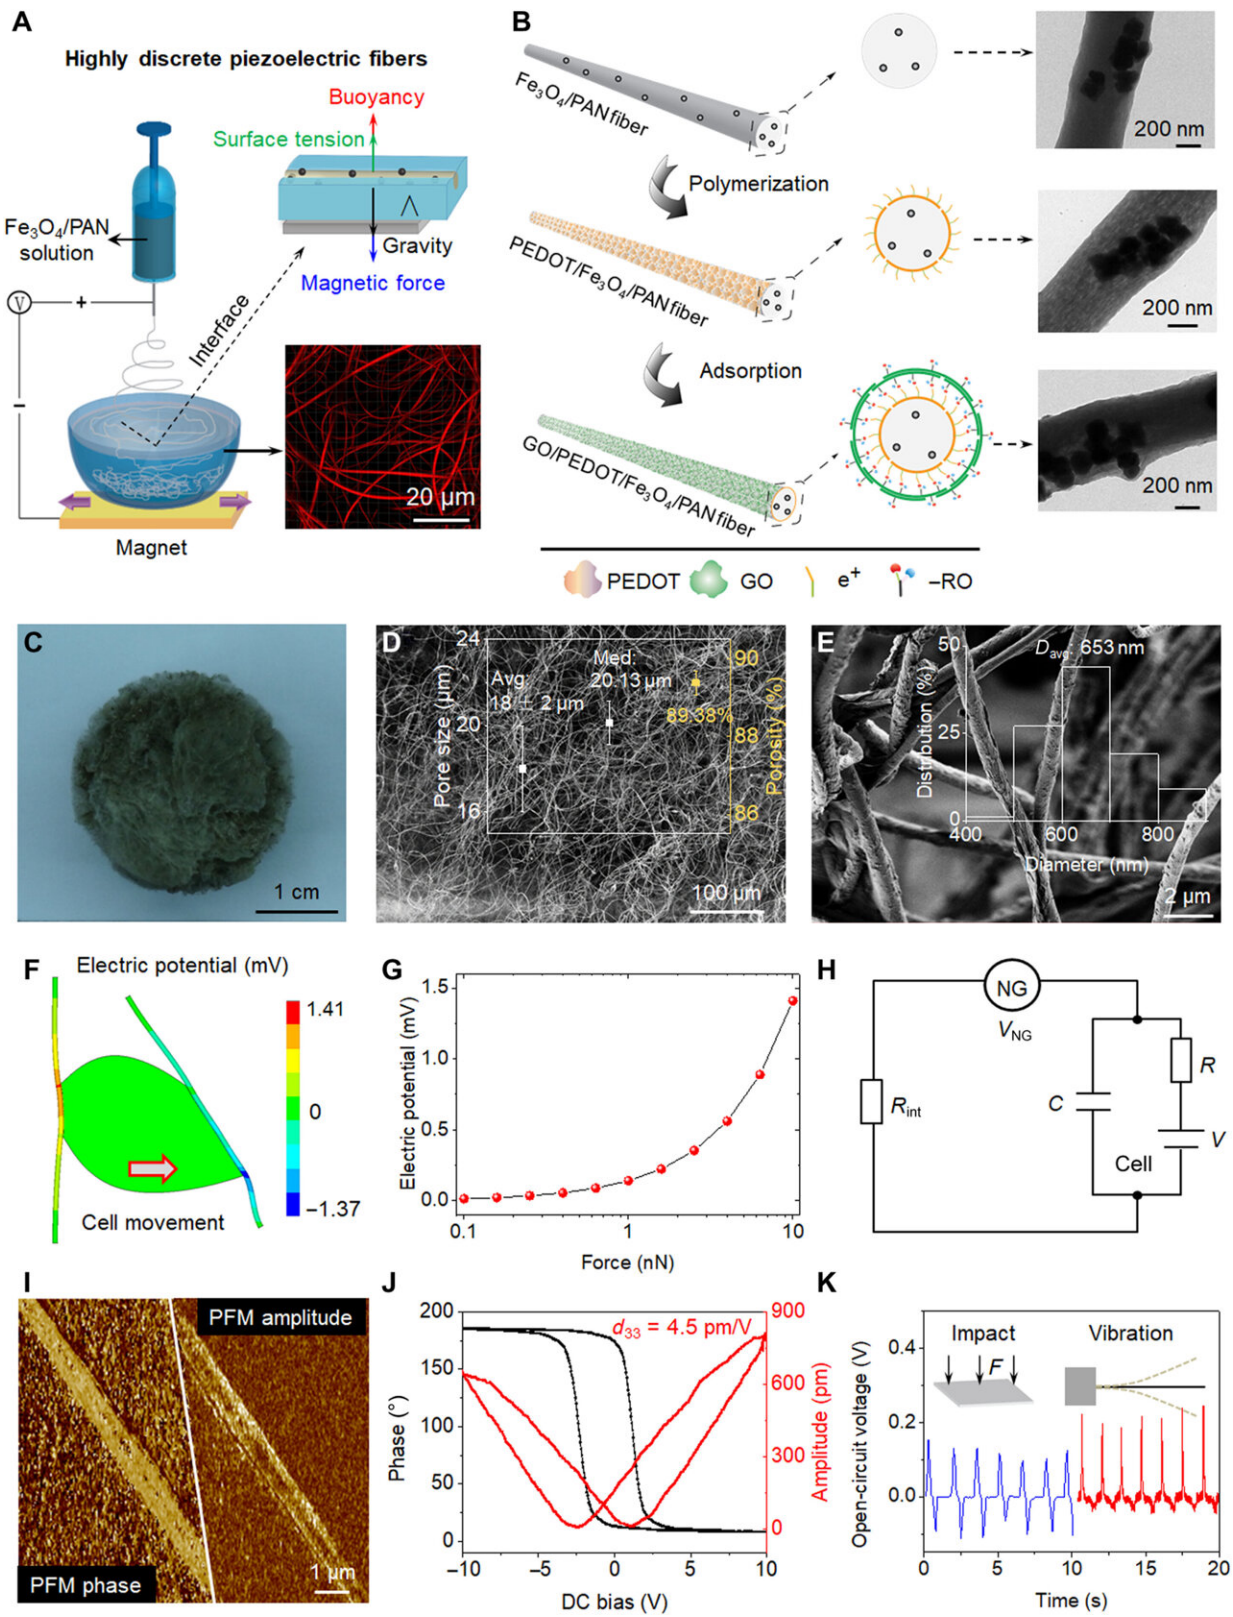 A
Highly discrete piezoelectric fibers
Buoyancy
Surface tension
Fe3O4/PAN
solution
Gravity
Magnetic force
V
+
Interface
–
20 µm
Magnet
B
Fe3O4/PAN fiber
200 nm
Polymerization
PEDOT/Fe3O4/PAN fiber
200 nm
Adsorption
GO/PEDOT/Fe3O4/PAN fiber
200 nm
PEDOT
GO
e+
–RO
C
1 cm
D
24
20
16
Pore size (µm)
Avg:
18 ± 2 µm
Med:
20.13 µm
89.38%
90
88
86
Porosity (%)
100 µm
E
50
25
0
Distribution (%)
Davg: 653 nm
400
600
800
Diameter (nm)
2 µm
F
Electric potential (mV)
1.41
0
–1.37
Cell movement
G
1.5
1.0
0.5
0.0
Electric potential (mV)
0.1
1
10
Force (nN)
H
NG
VNG
Rint
C
R
V
Cell
I
PFM amplitude
PFM phase
1 µm
J
200
150
100
50
0
Phase (°)
d33 = 4.5 pm/V
900
600
300
0
Amplitude (pm)
–10
–5
0
5
10
DC bias (V)
K
0.4
0.2
0.0
Open-circuit voltage (V)
Impact
F
Vibration
0
5
10
15
20
Time (s)